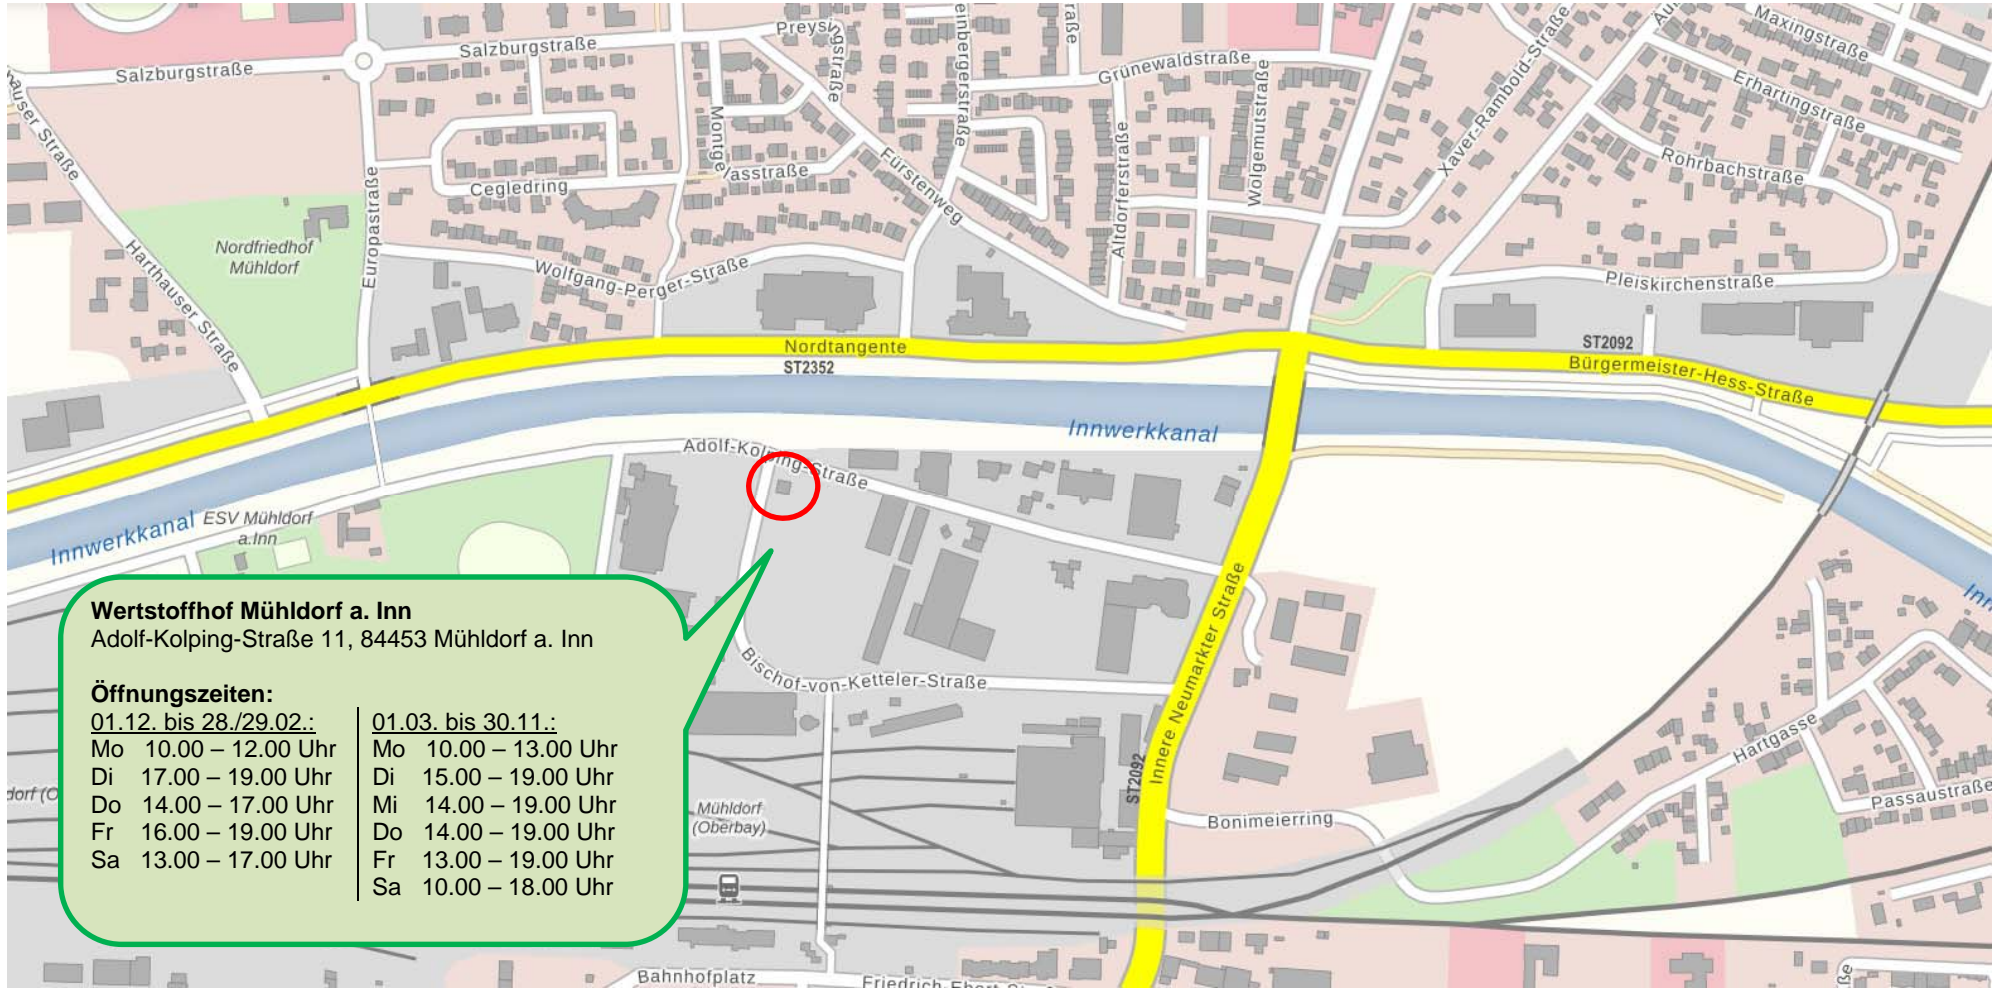 Salzburgstraße
Salzburgstraße
Preysingstraße
Grünewaldstraße
Maxingstraße
Erhartingstraße
Xaver-Rambold-Straße
Rohrbachstraße
Wolgemutstraße
Altdorferstraße
Fürstenweg
Montgelasstraße
Cegledring
Europastraße
Nordfriedhof
Mühldorf
Harthauser Straße
Wolfgang-Perger-Straße
Pleiskirchenstraße
Nordtangente
ST2352
ST2092
Bürgermeister-Hess-Straße
Innwerkkanal
Adolf-Kolping-Straße
Innwerkkanal
ESV Mühldorf
a.Inn
Wertstoffhof Mühldorf a. Inn
Adolf-Kolping-Straße 11, 84453 Mühldorf a. Inn
Öffnungszeiten:
01.12. bis 28./29.02.:
Mo 10.00 – 12.00 Uhr
Di 17.00 – 19.00 Uhr
Do 14.00 – 17.00 Uhr
Fr 16.00 – 19.00 Uhr
Sa 13.00 – 17.00 Uhr
01.03. bis 30.11.:
Mo 10.00 – 13.00 Uhr
Di 15.00 – 19.00 Uhr
Mi 14.00 – 19.00 Uhr
Do 14.00 – 19.00 Uhr
Fr 13.00 – 19.00 Uhr
Sa 10.00 – 18.00 Uhr
Bischof-von-Ketteler-Straße
Innere Neumarkter Straße
ST2092
Hartgasse
Passaustraße
Bonimeierring
Mühldorf
(Oberbay)
Bahnhofplatz